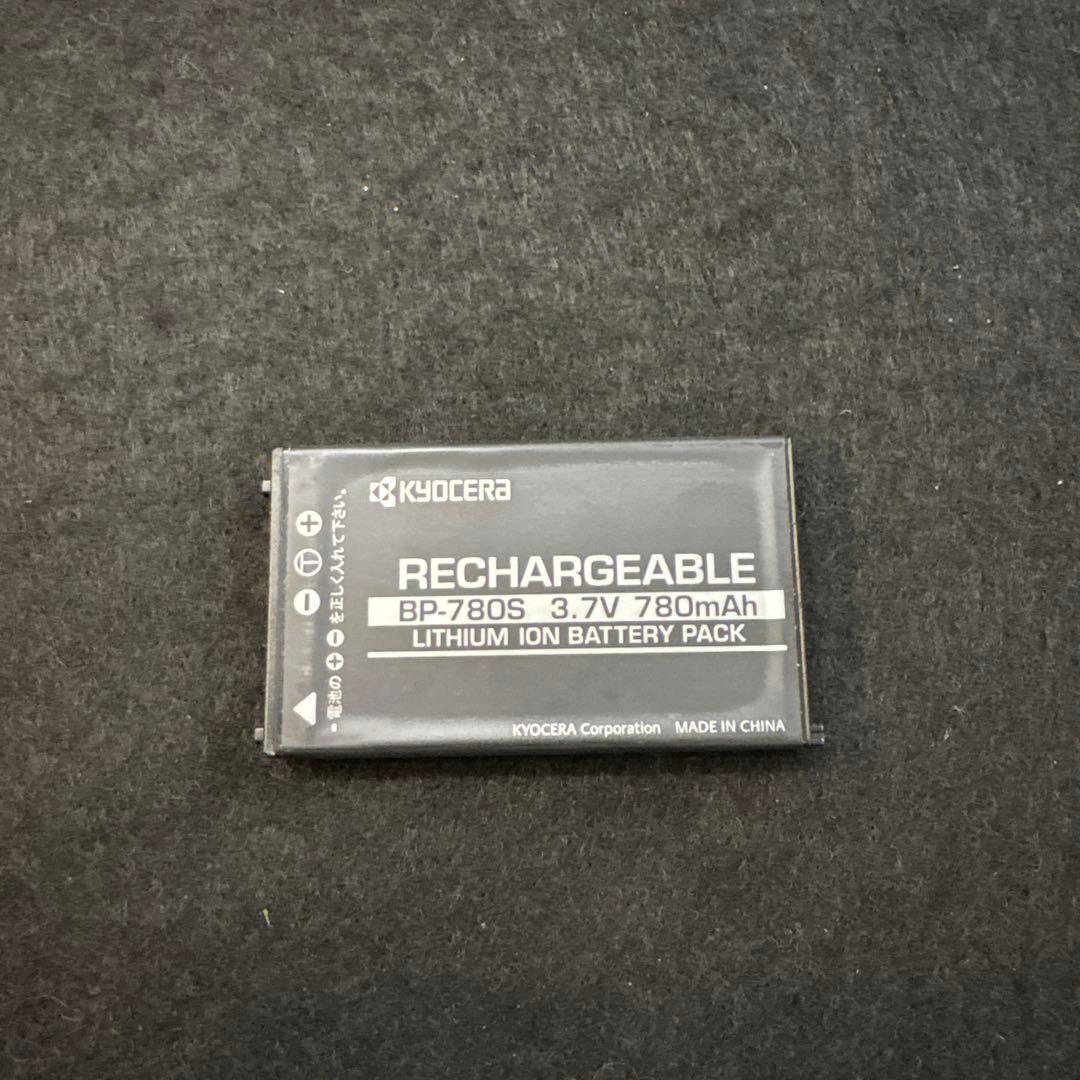 KYOCERA
RECHARGEABLE
BP-780S 3.7V 780mAh
LITHIUM ION BATTERY PACK
KYOCERA Corporation MADE IN CHINA
⊖ Ⓣ ⊕
・電池の⊕⊖を正しく入れて下さい。